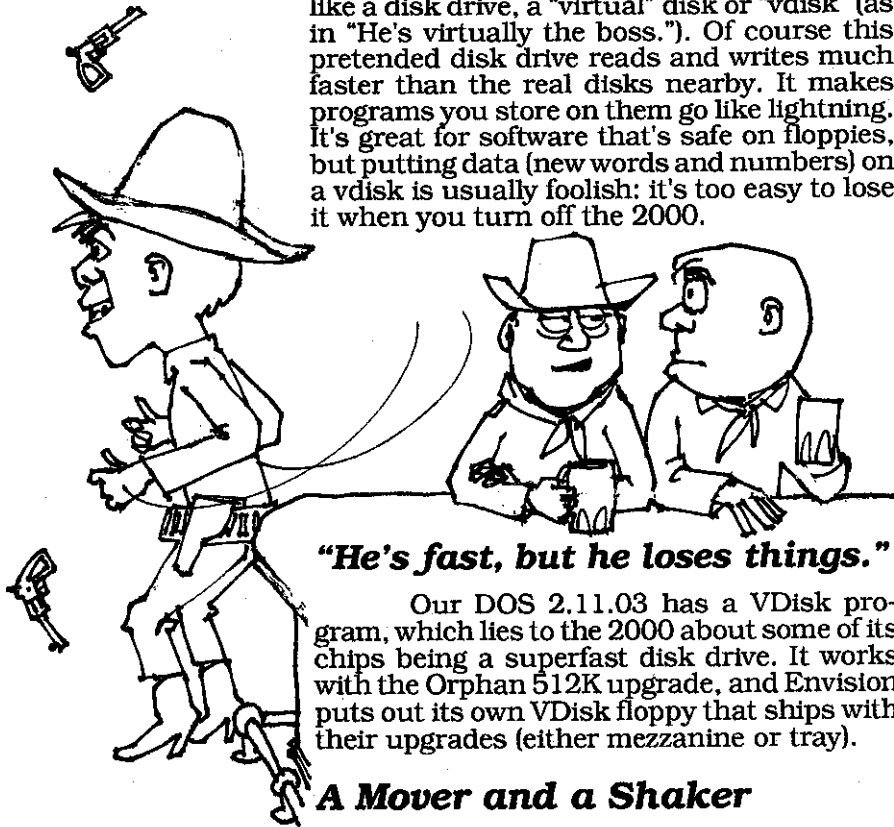 like a disk drive, a "virtual" disk or "vdisk" (as
in "He's virtually the boss."). Of course this
pretended disk drive reads and writes much
faster than the real disks nearby. It makes
programs you store on them go like lightning.
It's great for software that's safe on floppies,
but putting data (new words and numbers) on
a vdisk is usually foolish: it's too easy to lose
it when you turn off the 2000.
"He's fast, but he loses things."
Our DOS 2.11.03 has a VDisk pro-
gram, which lies to the 2000 about some of its
chips being a superfast disk drive. It works
with the Orphan 512K upgrade, and Envision
puts out its own VDisk floppy that ships with
their upgrades (either mezzanine or tray).
A Mover and a Shaker